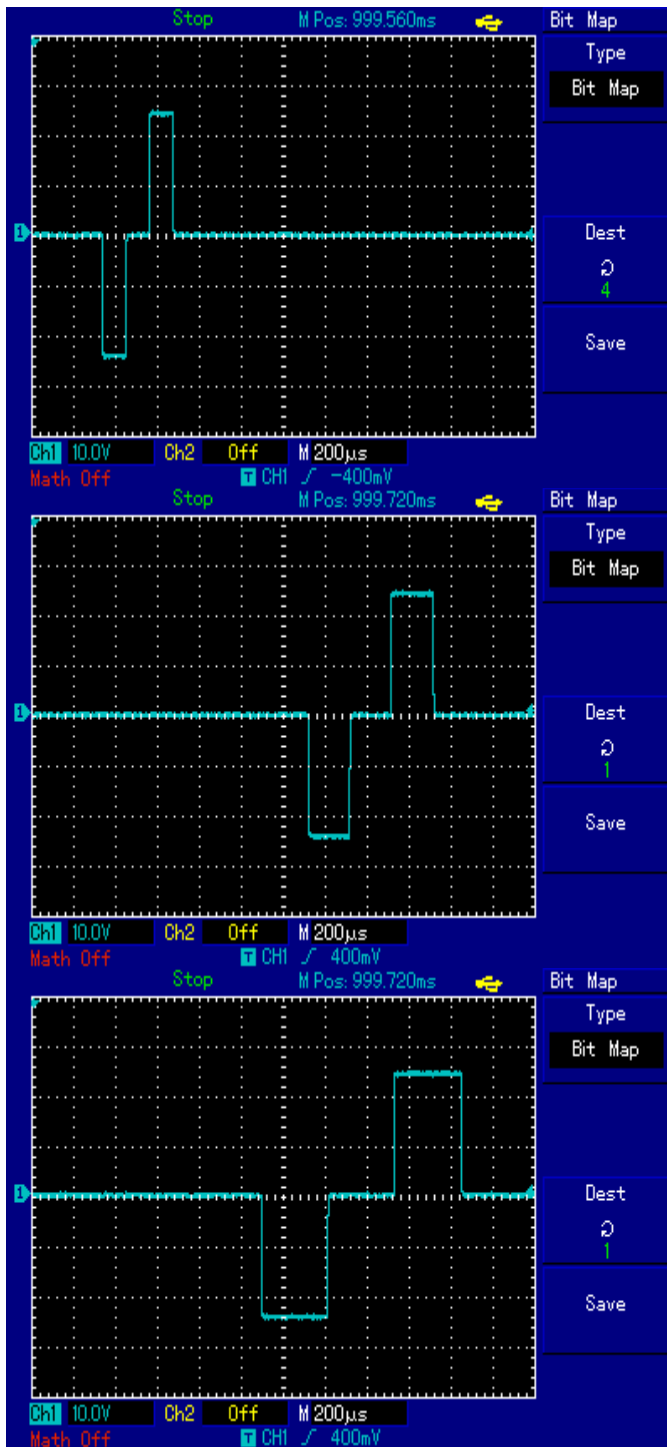 Stop M Pos: 999.560ms Bit Map
Type
Bit Map
1
Dest
4
Save
Ch1 10.0V Ch2 Off M 200µs
Math Off T CH1 -400mV
Stop M Pos: 999.720ms Bit Map
Type
Bit Map
1
Dest
1
Save
Ch1 10.0V Ch2 Off M 200µs
Math Off T CH1 400mV
Stop M Pos: 999.720ms Bit Map
Type
Bit Map
1
Dest
1
Save
Ch1 10.0V Ch2 Off M 200µs
Math Off T CH1 400mV